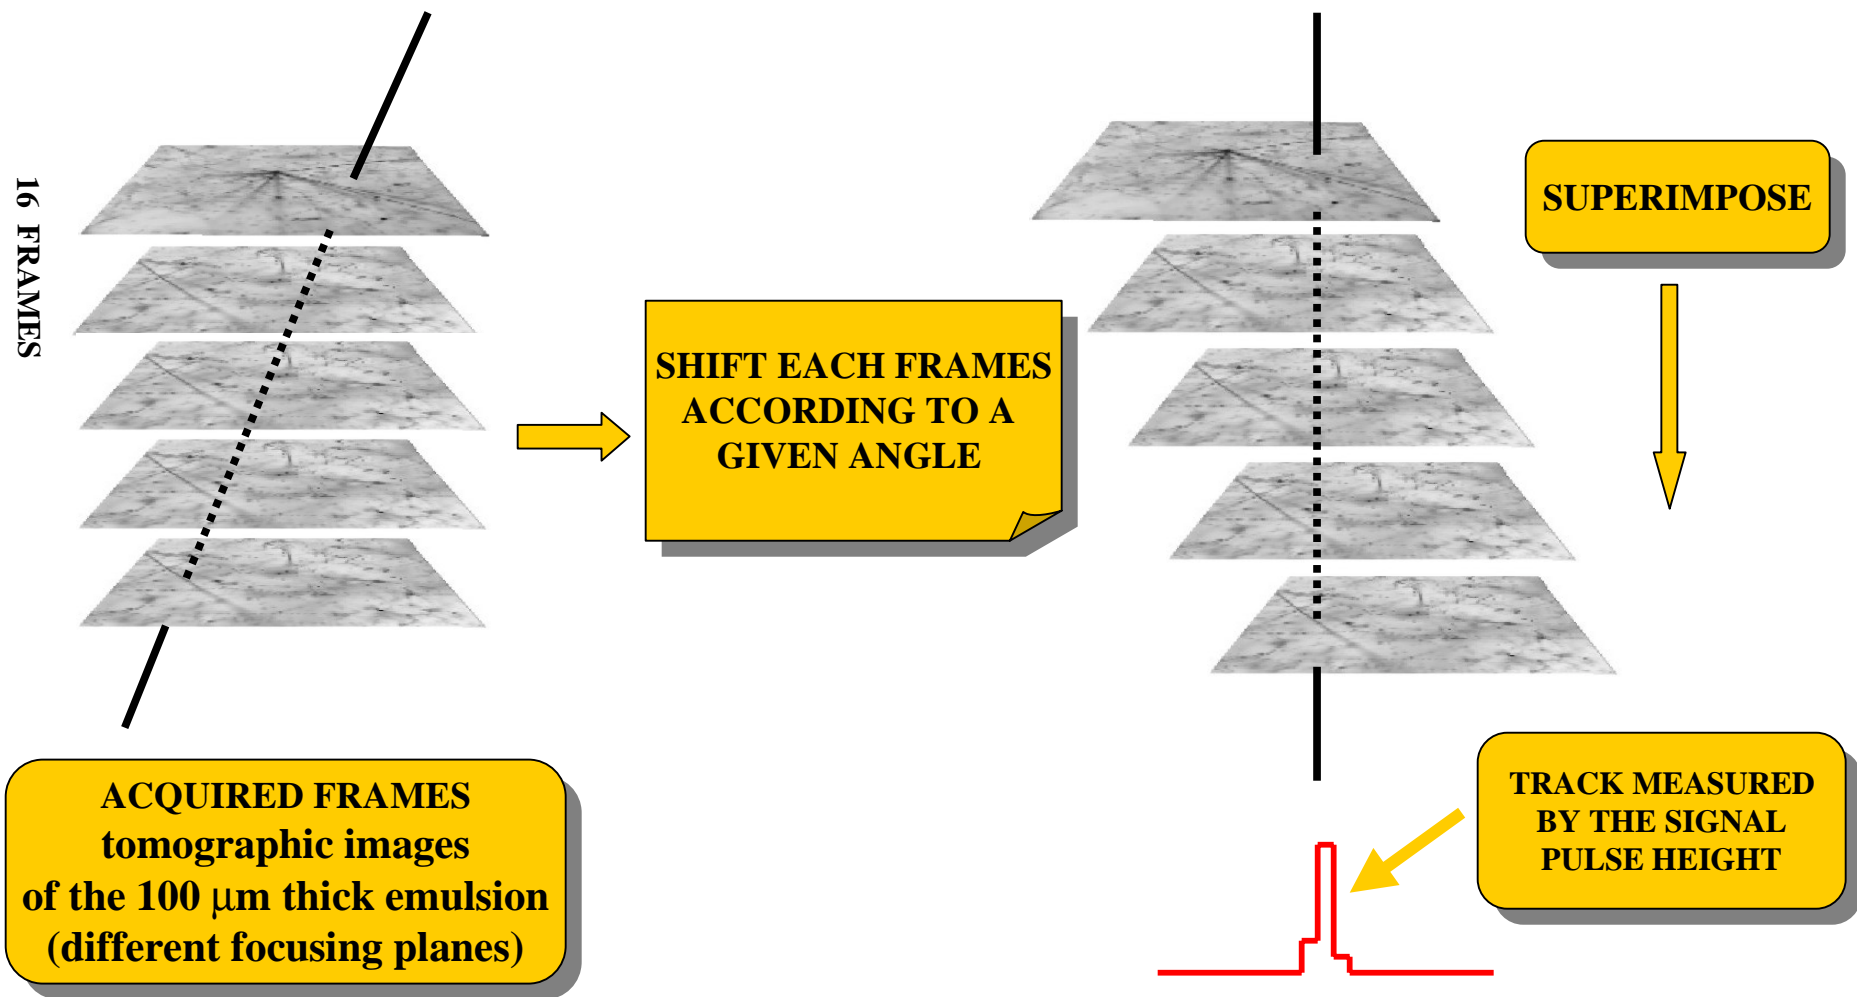 16 FRAMES
SHIFT EACH FRAMES
ACCORDING TO A
GIVEN ANGLE
SUPERIMPOSE
ACQUIRED FRAMES
tomographic images
of the 100 μm thick emulsion
(different focusing planes)
TRACK MEASURED
BY THE SIGNAL
PULSE HEIGHT